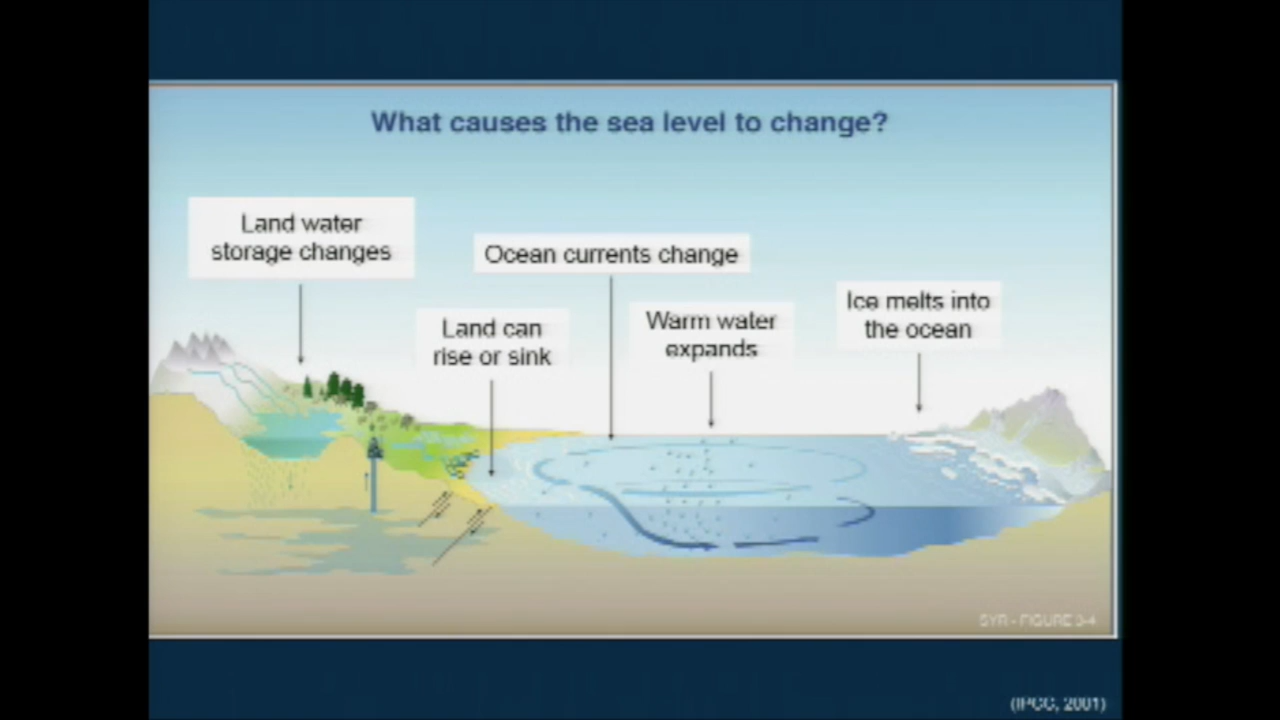 What causes the sea level to change?
Land water
storage changes
Ocean currents change
Land can
rise or sink
Warm water
expands
Ice melts into
the ocean
SYR - FIGURE 3-4
(IPCC, 2001)